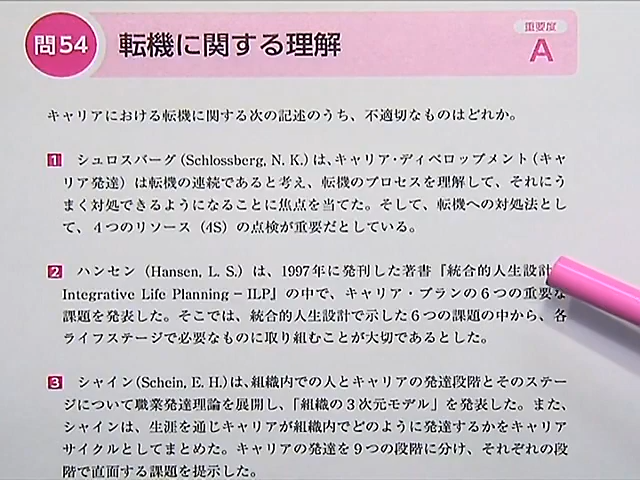 問54 転機に関する理解
重要度
A
キャリアにおける転機に関する次の記述のうち、不適切なものはどれか。
1 シュロスバーグ(Schlossberg, N. K.)は、キャリア・ディベロップメント(キャ
リア発達)は転機の連続であると考え、転機のプロセスを理解して、それにう
まく対処できるようになることに焦点を当てた。そして、転機への対処法とし
て、4つのリソース(4S)の点検が重要だとしている。
2 ハンセン(Hansen, L. S.)は、1997年に発刊した著書『統合的人生設計
Integrative Life Planning－ILP』の中で、キャリア・プランの6つの重要な
課題を発表した。そこでは、統合的人生設計で示した6つの課題の中から、各
ライフステージで必要なものに取り組むことが大切であるとした。
3 シャイン(Schein, E. H.)は、組織内での人とキャリアの発達段階とそのステー
ジについて職業発達理論を展開し、「組織の3次元モデル」を発表した。また、
シャインは、生涯を通じキャリアが組織内でどのように発達するかをキャリア
サイクルとしてまとめた。キャリアの発達を9つの段階に分け、それぞれの段
階で直面する課題を提示した。